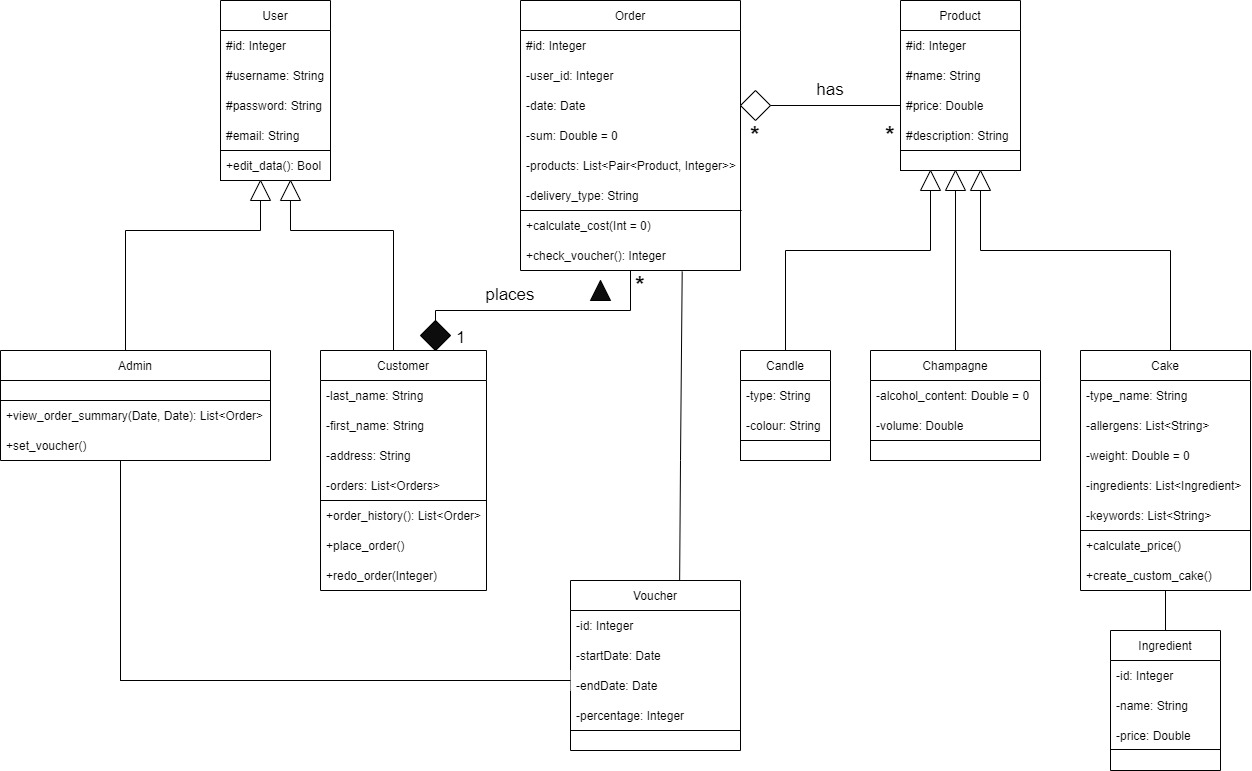 User
#id: Integer
#username: String
#password: String
#email: String
+edit_data(): Bool
Order
#id: Integer
-user_id: Integer
-date: Date
-sum: Double = 0
-products: List<Pair<Product, Integer>>
-delivery_type: String
+calculate_cost(Int = 0)
+check_voucher(): Integer
has
*
*
Product
#id: Integer
#name: String
#price: Double
#description: String
places
*
1
Admin
+view_order_summary(Date, Date): List<Order>
+set_voucher()
Customer
-last_name: String
-first_name: String
-address: String
-orders: List<Orders>
+order_history(): List<Order>
+place_order()
+redo_order(Integer)
Candle
-type: String
-colour: String
Champagne
-alcohol_content: Double = 0
-volume: Double
Cake
-type_name: String
-allergens: List<String>
-weight: Double = 0
-ingredients: List<Ingredient>
-keywords: List<String>
+calculate_price()
+create_custom_cake()
Voucher
-id: Integer
-startDate: Date
-endDate: Date
-percentage: Integer
Ingredient
-id: Integer
-name: String
-price: Double